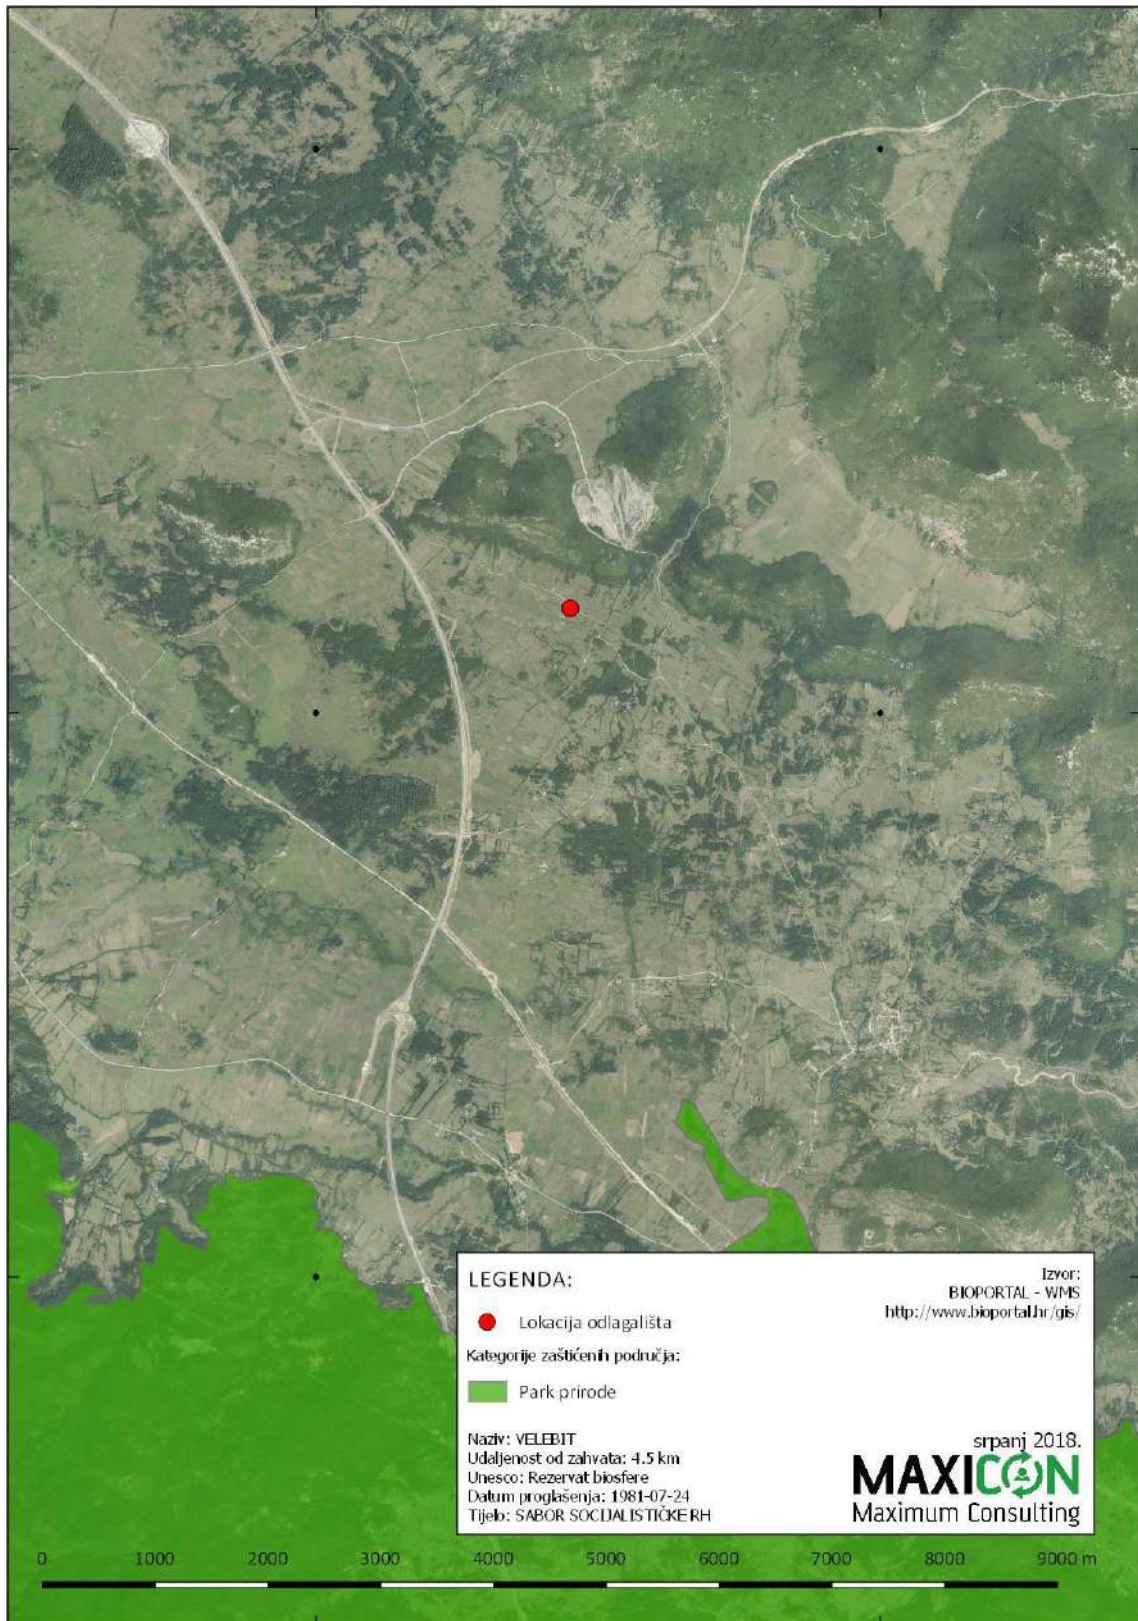 LEGENDA:
Izvor:
BIOPORTAL - WMS
http://www.bioportal.hr/gis/
Lokacija odlagališta
Kategorije zaštićenih područja:
Park prirode
Naziv: VELEBIT
Udaljenost od zahvata: 4.5 km
Unesco: Rezervat biosfere
Datum proglašenja: 1981-07-24
Tijelo: SABOR SOCIJALISTIČKE RH
srpanj 2018.
MAXICON
Maximum Consulting
0 1000 2000 3000 4000 5000 6000 7000 8000 9000 m